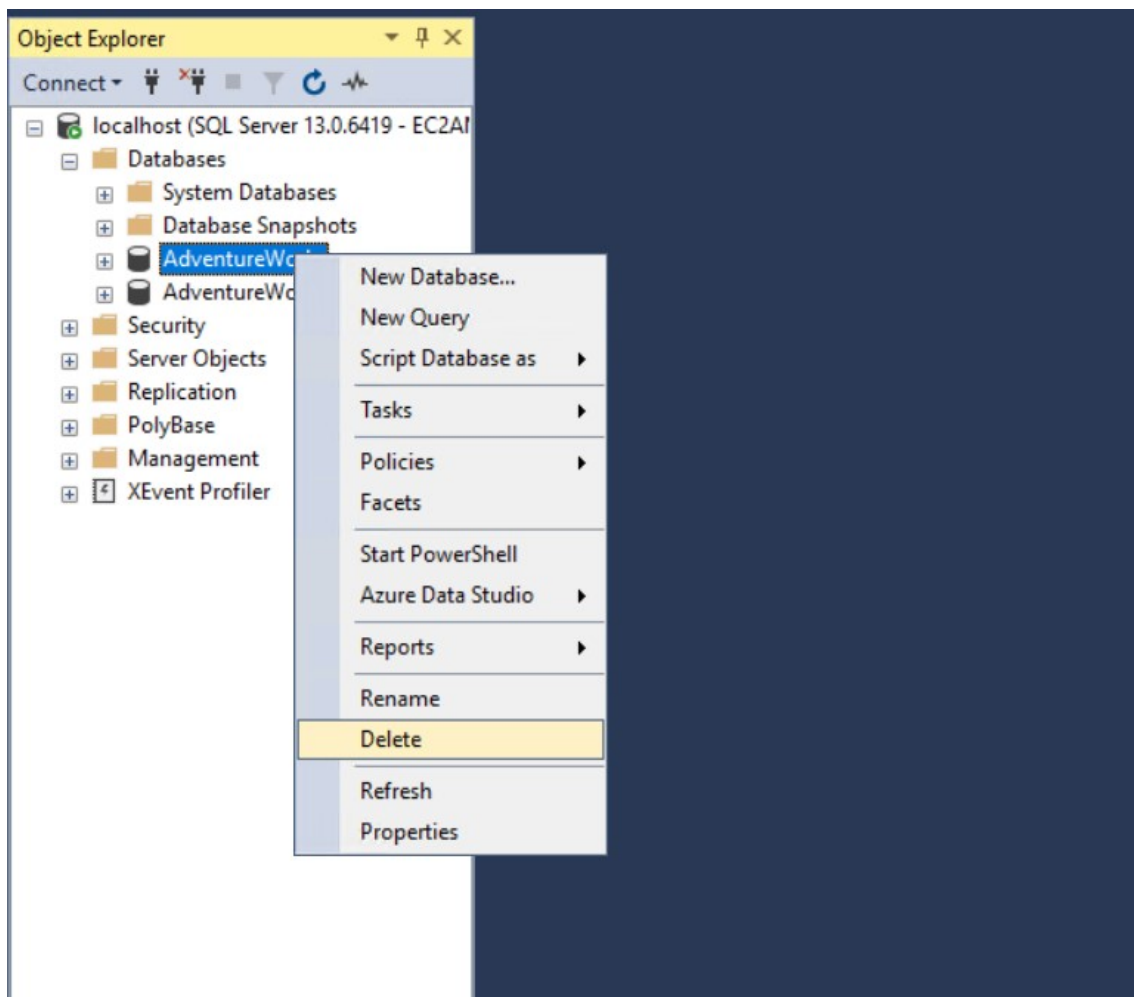 Object Explorer
Connect
localhost (SQL Server 13.0.6419 - EC2A
Databases
System Databases
Database Snapshots
AdventureWo
AdventureWo
Security
Server Objects
Replication
PolyBase
Management
XEvent Profiler
New Database...
New Query
Script Database as
Tasks
Policies
Facets
Start PowerShell
Azure Data Studio
Reports
Rename
Delete
Refresh
Properties